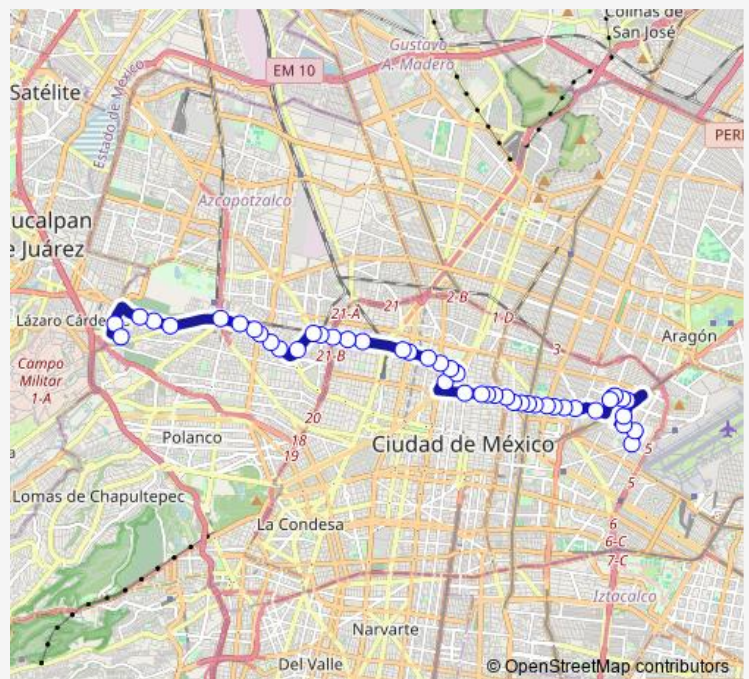 Colinas de
San José
Gustavo
A. Madero
EM 10
Satélite
Estado de México
PERI
Azcapotzalco
ucalpan
e Juárez
21-A
21
2-B
1-D
Lázaro Cárde
21-B
3
Aragón
Campo
Militar
1-A
20
Polanco
18
19
Ciudad de México
5
5
Lomas de Chapultepec
La Condesa
6
6-C
7-C
Iztacalco
Narvarte
Del Valle
© OpenStreetMap contributors